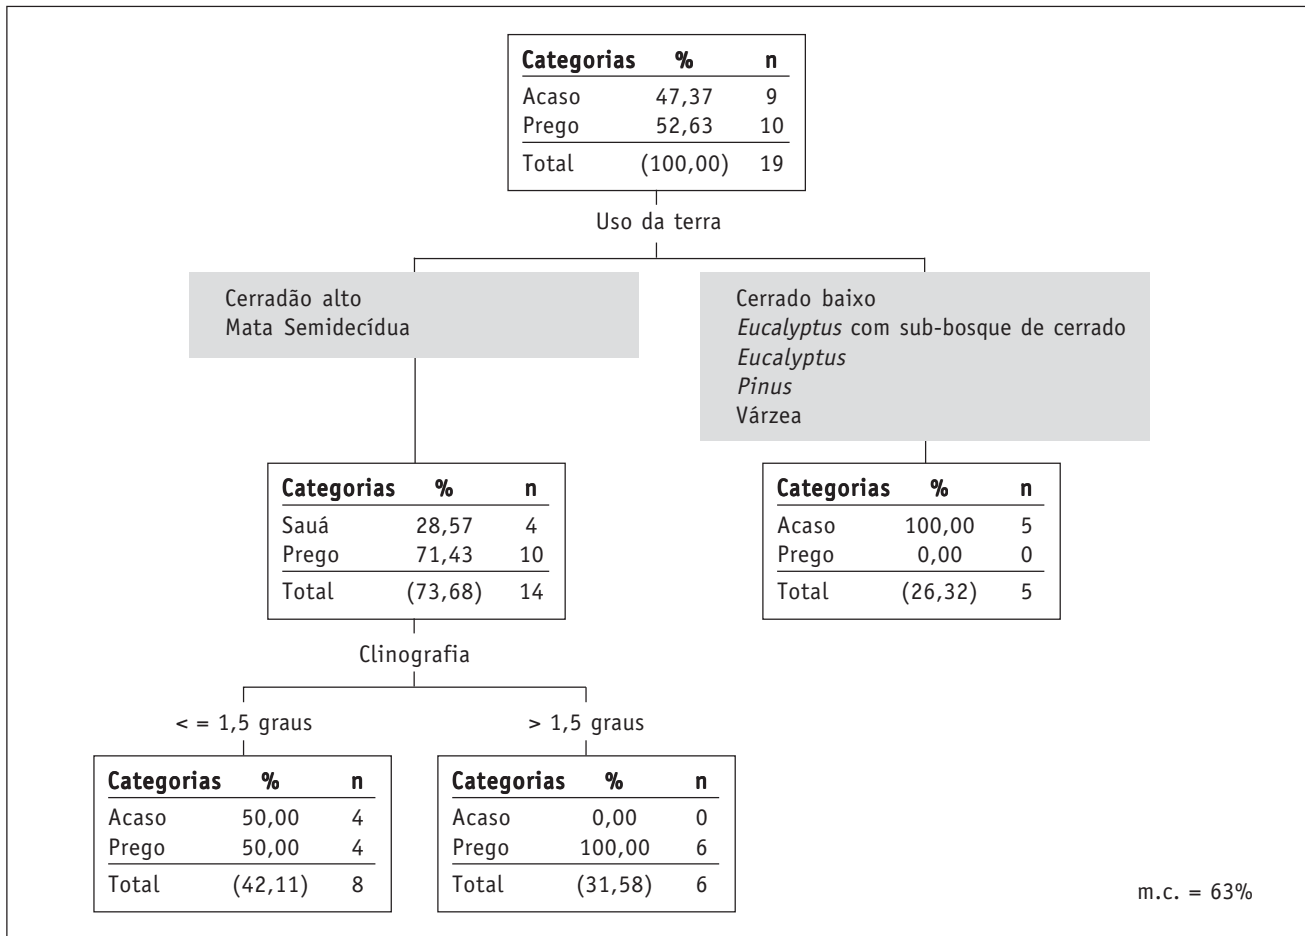 Categorias % n
Acaso 47,37 9
Prego 52,63 10
Total (100,00) 19
Uso da terra
Cerradão alto
Mata Semidecídua
Cerrado baixo
Eucalyptus com sub-bosque de cerrado
Eucalyptus
Pinus
Várzea
Categorias % n
Sauá 28,57 4
Prego 71,43 10
Total (73,68) 14
Categorias % n
Acaso 100,00 5
Prego 0,00 0
Total (26,32) 5
Clinografia
< = 1,5 graus
> 1,5 graus
Categorias % n
Acaso 50,00 4
Prego 50,00 4
Total (42,11) 8
Categorias % n
Acaso 0,00 0
Prego 100,00 6
Total (31,58) 6
m.c. = 63%